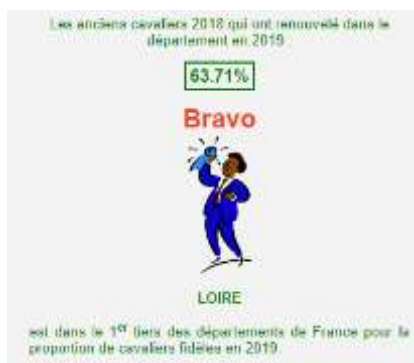 Les anciens cavaliers 2018 qui ont renouvelé dans le
département en 2019
63.71%
Bravo
LOIRE
est dans le 1er tiers des départements de France pour la
proportion de cavaliers fidèles en 2019